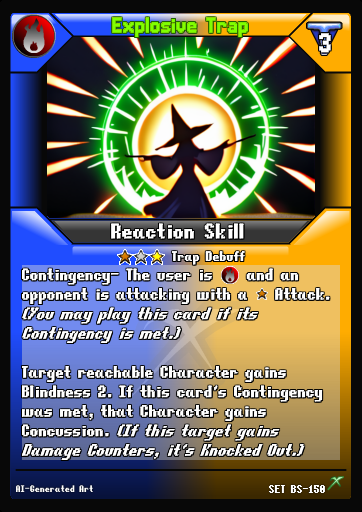 Explosive Trap
3
Reaction Skill
Trap Debuff
Contingency- The user is and an
opponent is attacking with a Attack.
(You may play this card if its
Contingency is met.)
Target reachable Character gains
Blindness 2. If this card's Contingency
was met, that Character gains
Concussion. (If this target gains
Damage Counters, it's Knocked Out.)
AI-Generated Art
SET BS-158